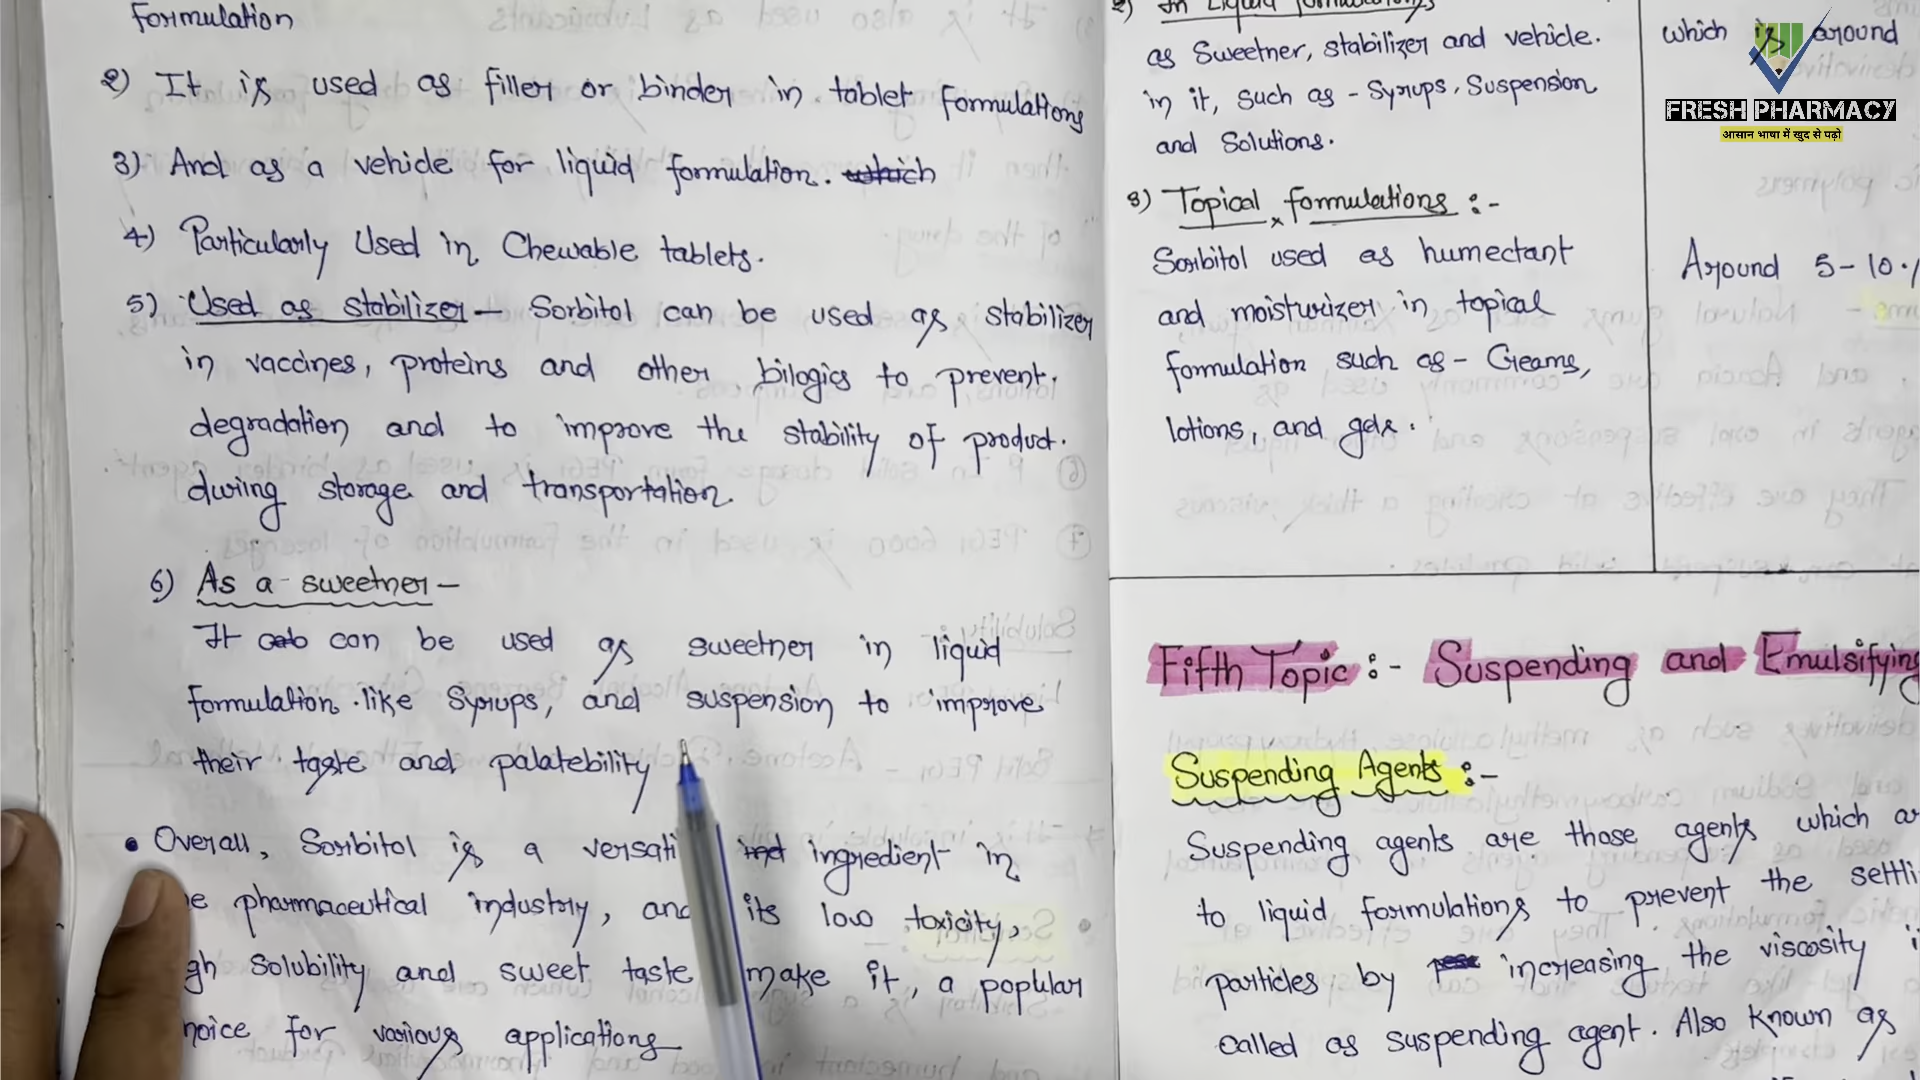 formulation
2) It is used as filler or binder in tablet formulations
3) And as a vehicle for liquid formulation. which
4) Particularly Used in Chewable tablets.
5) Used as stabilizer – Sorbitol can be used as stabilizer
in vaccines, proteins and other bilogics to prevent.
degradation and to improve the stability of product.
during storage and transportation
6) As a sweetner –
It can be used as sweetner in liquid
formulation like Syrups, and suspension to improve
their taste and palatebility
• Overall, Sorbitol is a versati ingredient in
pharmaceutical industry, and its low toxicity,
gh solubility and sweet taste make it, a popular
hoice for various applications
2) In Liquid formulations
as Sweetner, stabilizer and vehicle.
in it, such as – Syrups, Suspension
and Solutions.
3) Topical formulations :-
Sorbitol used as humectant
and moisturizer in topical
formulation such as – Creams,
lotions, and gels.
which is around
Around 5-10 %
FRESH PHARMACY
आसान भाषा में खुद से पढ़ो
Fifth Topic :- Suspending and Emulsifying
Suspending Agents :-
Suspending agents are those agents which ar
to liquid formulations to prevent the settli
particles by increasing the viscosity i
called as suspending agent. Also known as